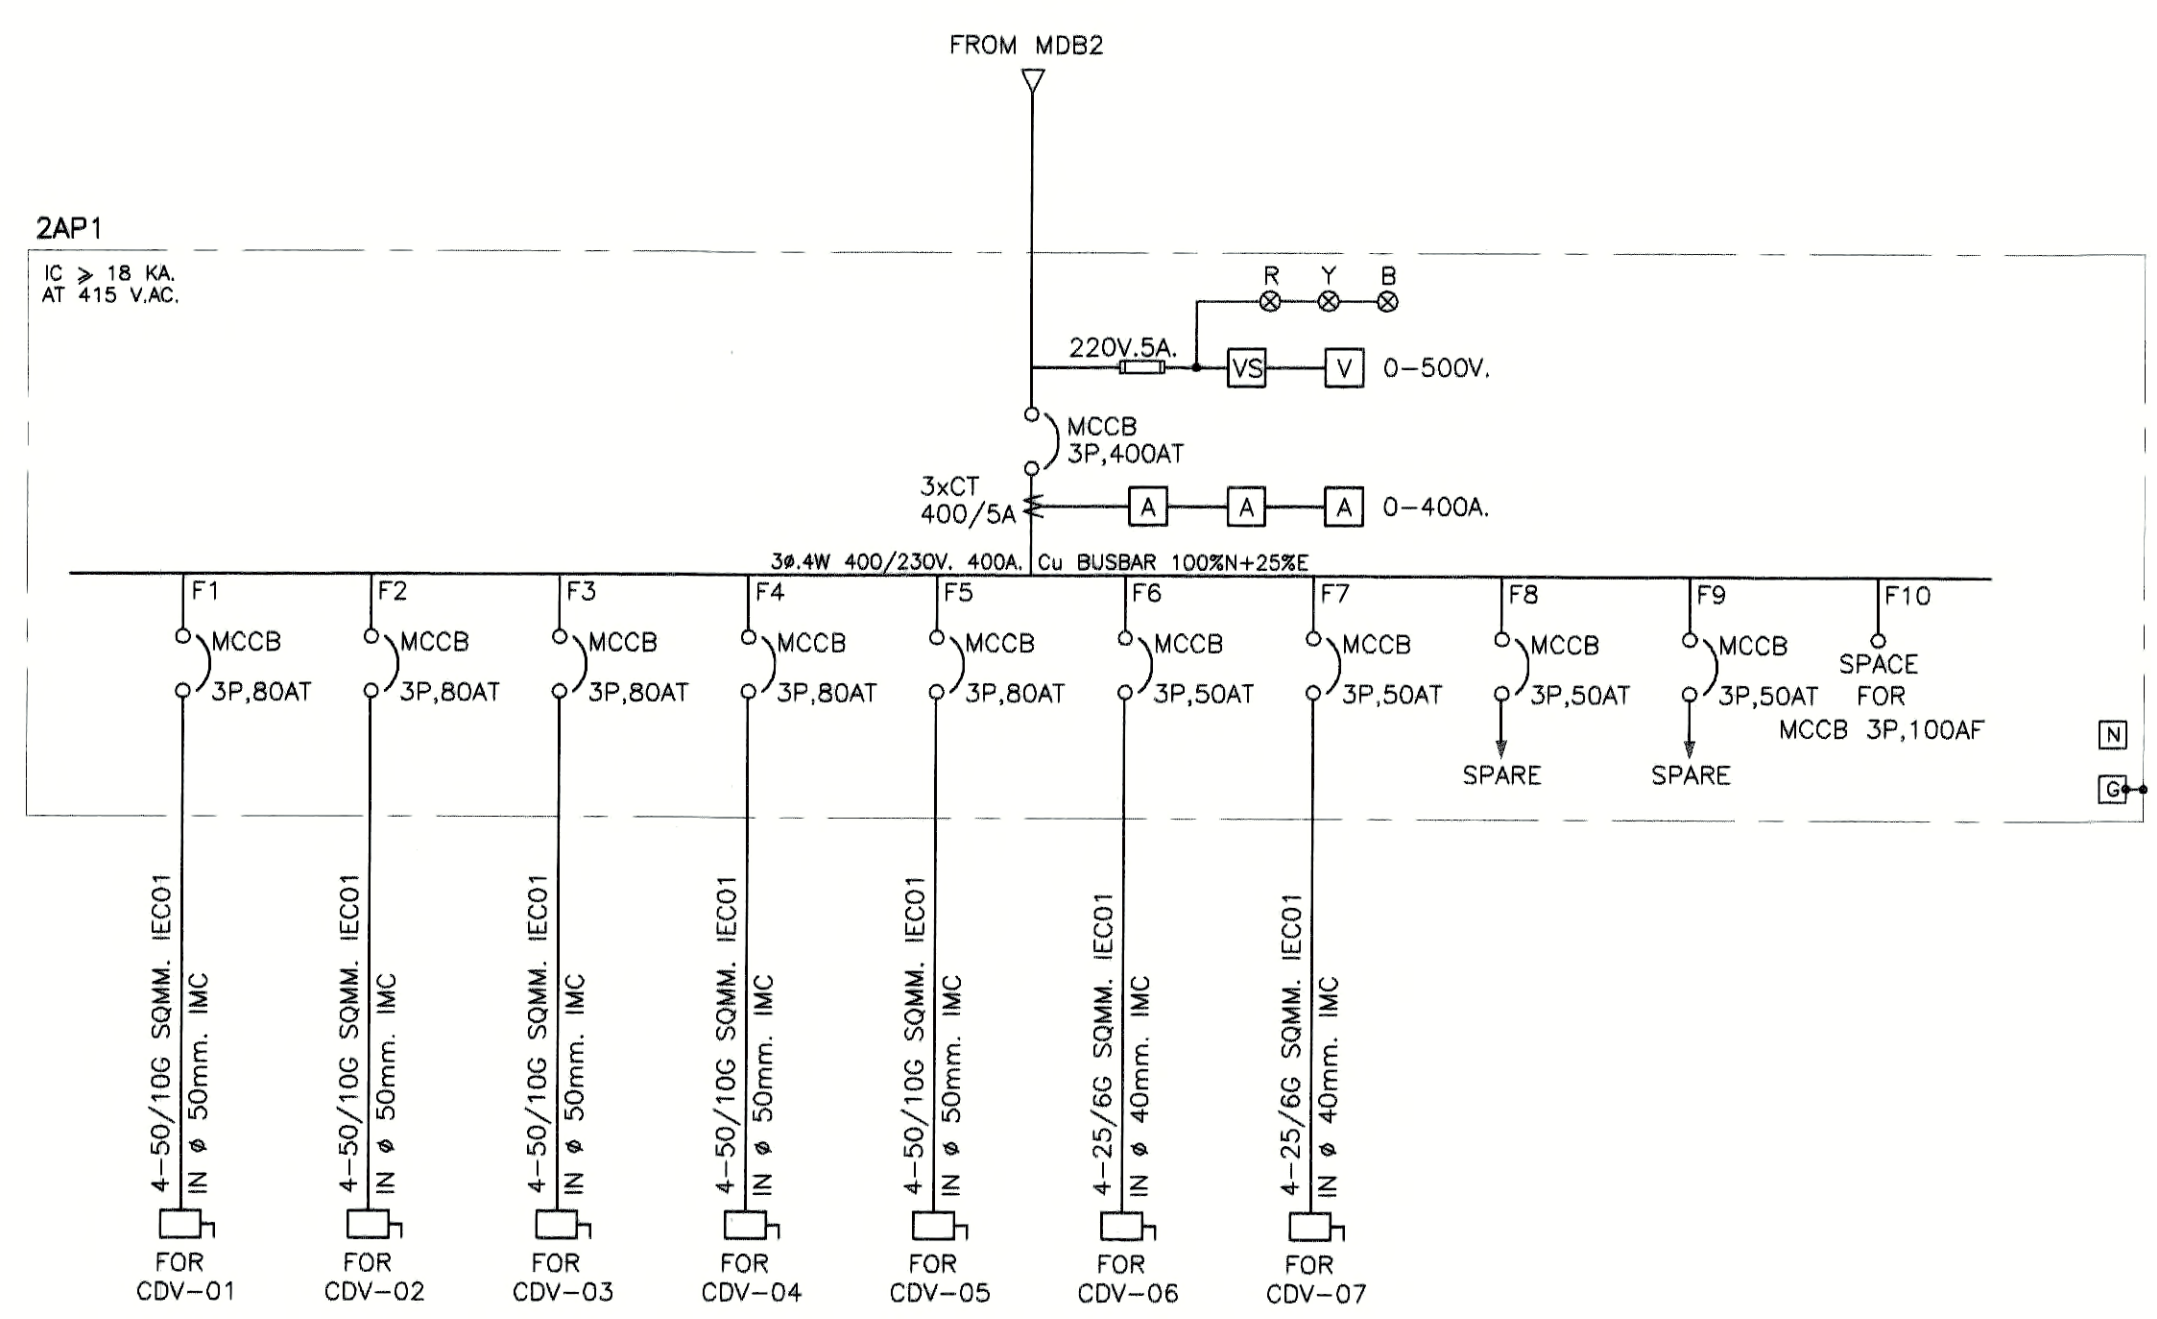 FROM MDB2
2AP1
IC ⩾ 18 KA.
AT 415 V.AC.
R Y B
220V.5A.
VS V 0-500V.
MCCB
3P,400AT
3xCT
400/5A
A A A 0-400A.
3ø.4W 400/230V. 400A. Cu BUSBAR 100%N+25%E
F1 F2 F3 F4 F5 F6 F7 F8 F9 F10
MCCB MCCB MCCB MCCB MCCB MCCB MCCB MCCB MCCB
3P,80AT 3P,80AT 3P,80AT 3P,80AT 3P,80AT 3P,50AT 3P,50AT 3P,50AT 3P,50AT
SPACE
FOR
MCCB 3P,100AF
SPARE SPARE
N
G
4-50/10G SQMM. IEC01
IN ø 50mm. IMC
4-50/10G SQMM. IEC01
IN ø 50mm. IMC
4-50/10G SQMM. IEC01
IN ø 50mm. IMC
4-50/10G SQMM. IEC01
IN ø 50mm. IMC
4-50/10G SQMM. IEC01
IN ø 50mm. IMC
4-25/6G SQMM. IEC01
IN ø 40mm. IMC
4-25/6G SQMM. IEC01
IN ø 40mm. IMC
FOR FOR FOR FOR FOR FOR FOR
CDV-01 CDV-02 CDV-03 CDV-04 CDV-05 CDV-06 CDV-07